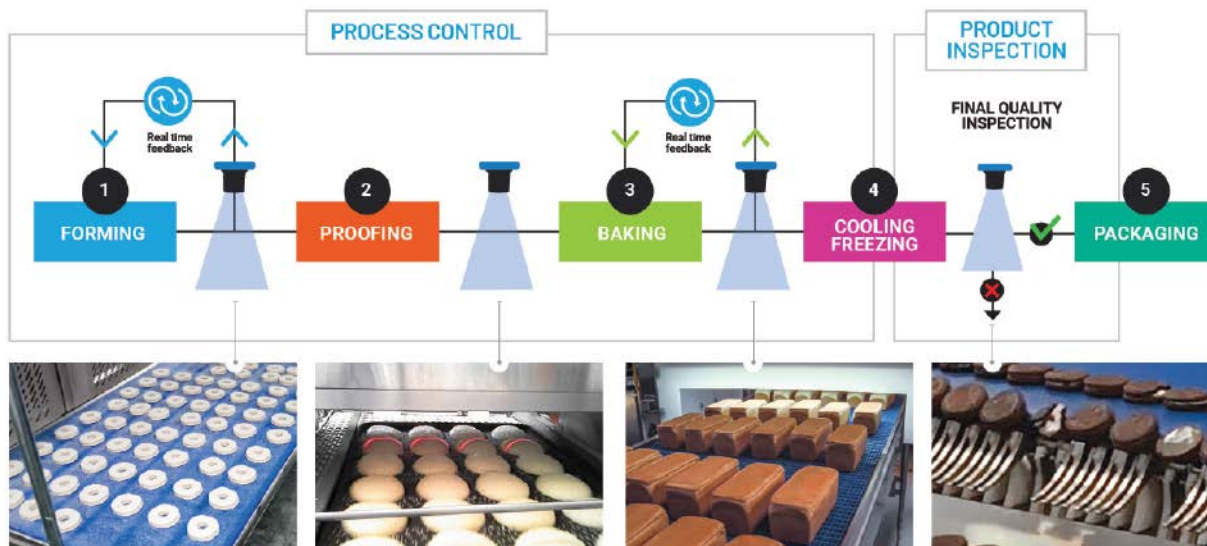 PROCESS CONTROL
PRODUCT
INSPECTION
Real time
feedback
Real time
feedback
FINAL QUALITY
INSPECTION
1
FORMING
2
PROOFING
3
BAKING
4
COOLING
FREEZING
5
PACKAGING